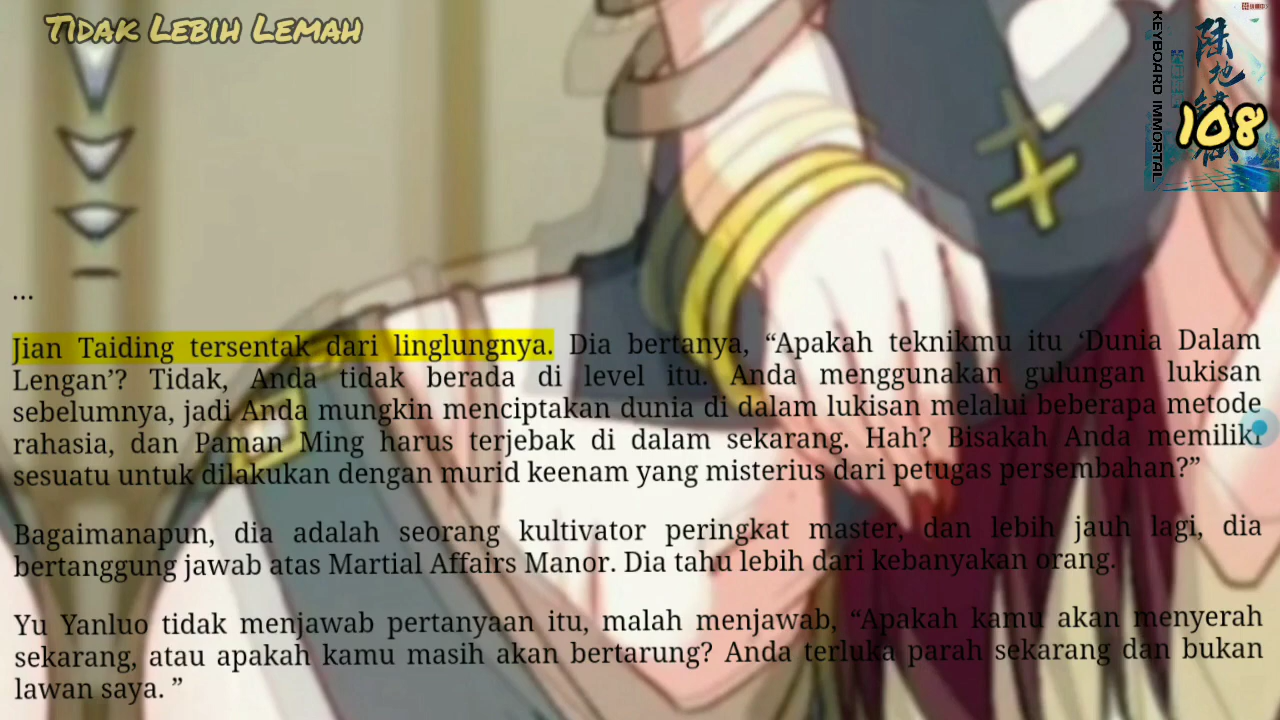 Tidak Lebih Lemah
KEYBOARD IMMORTAL
陆地
108
...
Jian Taiding tersentak dari linglungnya. Dia bertanya, “Apakah teknikmu itu ‘Dunia Dalam
Lengan’? Tidak, Anda tidak berada di level itu. Anda menggunakan gulungan lukisan
sebelumnya, jadi Anda mungkin menciptakan dunia di dalam lukisan melalui beberapa metode
rahasia, dan Paman Ming harus terjebak di dalam sekarang. Hah? Bisakah Anda memiliki
sesuatu untuk dilakukan dengan murid keenam yang misterius dari petugas persembahan?”
Bagaimanapun, dia adalah seorang kultivator peringkat master, dan lebih jauh lagi, dia
bertanggung jawab atas Martial Affairs Manor. Dia tahu lebih dari kebanyakan orang.
Yu Yanluo tidak menjawab pertanyaan itu, malah menjawab, “Apakah kamu akan menyerah
sekarang, atau apakah kamu masih akan bertarung? Anda terluka parah sekarang dan bukan
lawan saya. ”